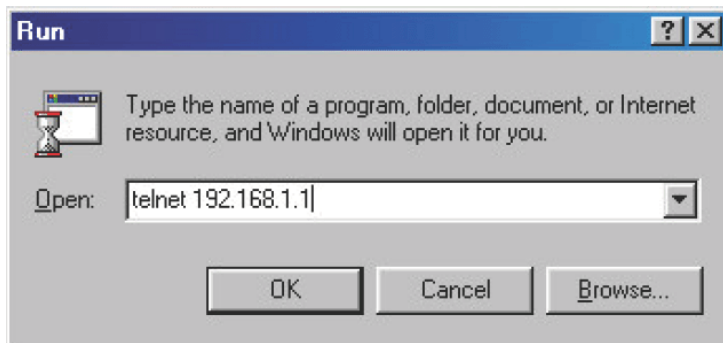 Run
Type the name of a program, folder, document, or Internet
resource, and Windows will open it for you.
Open: telnet 192.168.1.1
OK Cancel Browse...